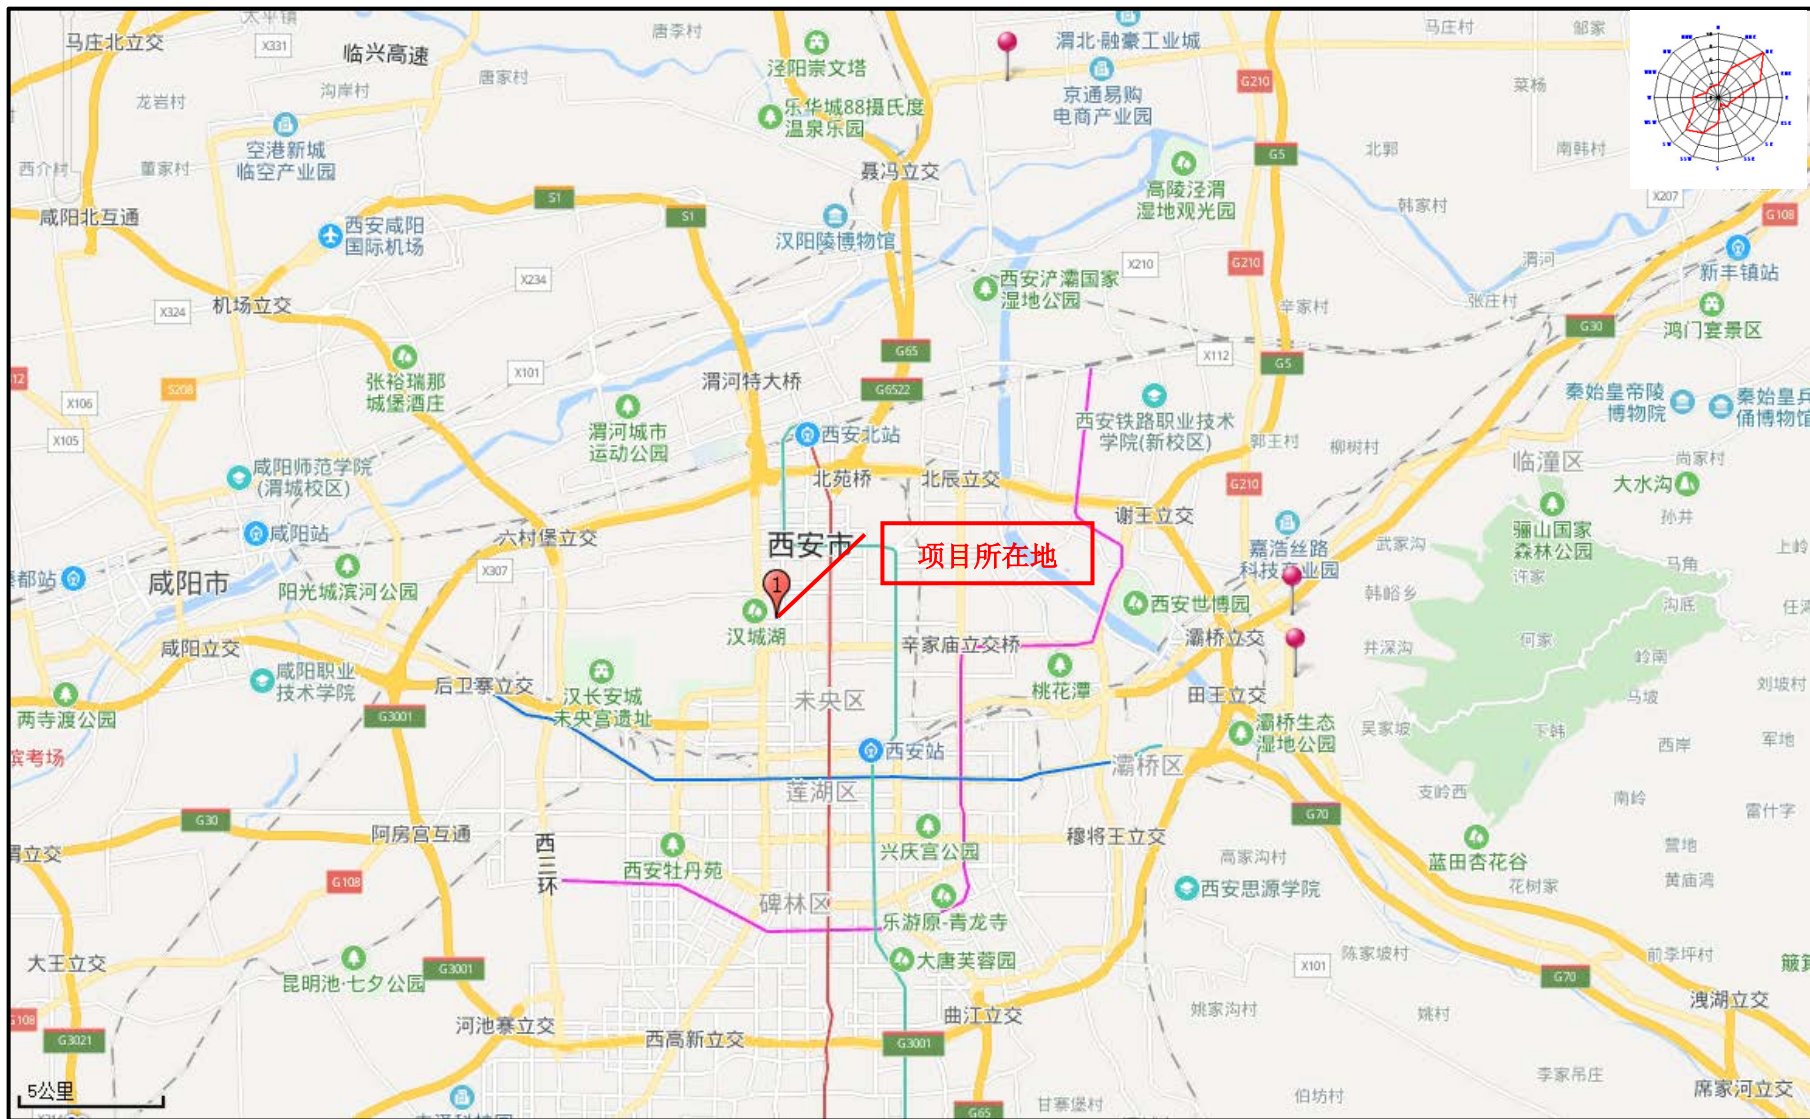 太平镇
马庄北立交
X331
临兴高速
唐李村
渭北·融豪工业城
马庄村
邹家
泾阳崇文塔
唐家村
沟岸村
龙岩村
G210
京通易购
电商产业园
菜杨
乐华城88摄氏度
温泉乐园
空港新城
临空产业园
西介村
董家村
聂冯立交
G5
北郭
南韩村
高陵泾渭
湿地观光园
韩家村
X207
G108
咸阳北互通
S1
S1
西安咸阳
国际机场
汉阳陵博物馆
X210
G210
渭河
新丰镇站
X234
西安浐灞国家
湿地公园
机场立交
X324
辛家村
张庄村
G30
鸿门宴景区
G65
X112
G5
张裕瑞那
城堡酒庄
X101
渭河特大桥
G6522
12
S208
X106
X105
秦始皇帝陵
博物院
秦始皇兵
俑博物馆
渭河城市
运动公园
西安北站
西安铁路职业技术
学院(新校区)
郭王村
柳树村
临潼区
尚家村
咸阳师范学院
(渭城校区)
北苑桥
北辰立交
G210
大水沟
咸阳站
六村堡立交
谢王立交
孙井
骊山国家
森林公园
西安市
项目所在地
嘉浩丝路
科技产业园
武家沟
上岭
马角
都站
咸阳市
X307
阳光城滨河公园
1
许家
韩峪乡
沟底
任
西安世博园
汉城湖
辛家庙立交桥
灞桥立交
何家
井深沟
岭南
咸阳立交
咸阳职业
技术学院
后卫寨立交
汉长安城
未央宫遗址
未央区
桃花潭
田王立交
马坡
刘坡村
两寺渡公园
G3001
灞桥生态
湿地公园
吴家坡
下韩
西岸
军地
宾考场
西安站
灞桥区
莲湖区
支岭西
南岭
雷什字
G30
阿房宫互通
西三环
G70
渭立交
西安牡丹苑
兴庆宫公园
穆将王立交
高家沟村
蓝田杏花谷
营地
G108
碑林区
乐游原-青龙寺
西安思源学院
花树家
黄庙湾
大王立交
昆明池·七夕公园
G3001
大唐芙蓉园
X101
陈家坡村
前李坪村
G70
108
G3021
河池寨立交
西高新立交
曲江立交
G3001
姚家沟村
姚村
洩湖立交
李家吊庄
5公里
G65
甘寨堡村
伯坊村
席家河立交